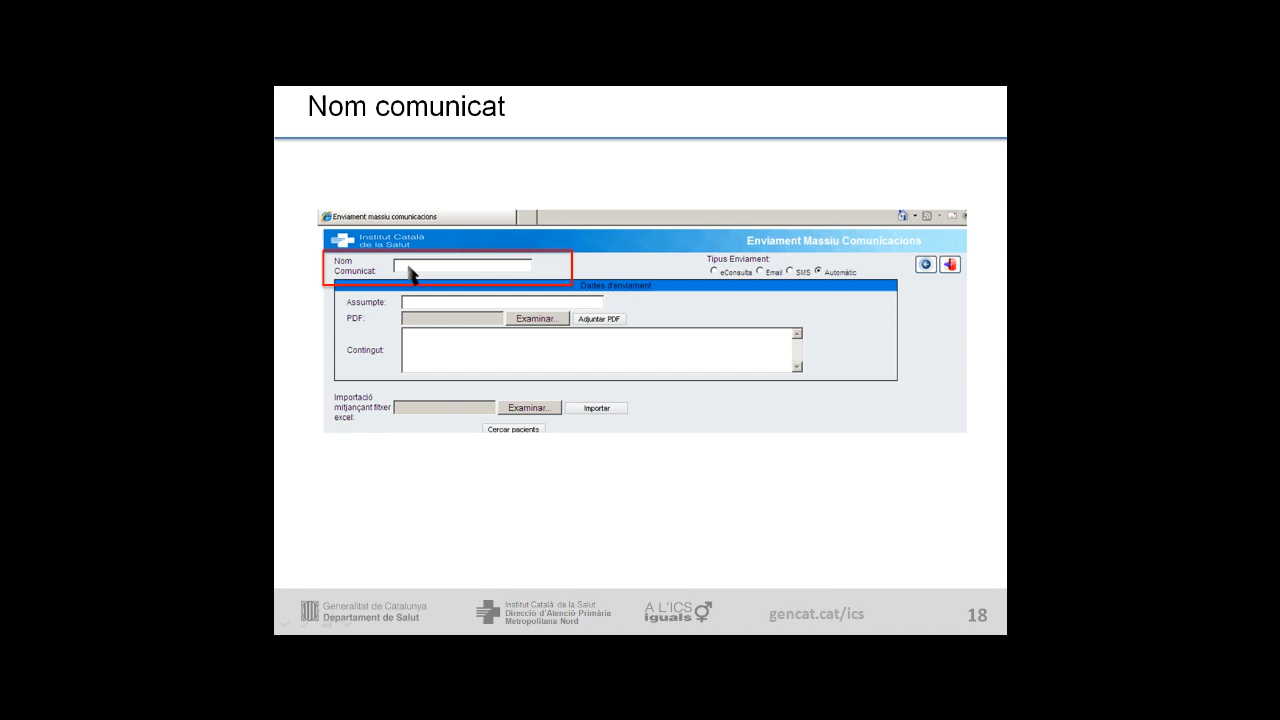 Nom comunicat
Enviament massiu comunicacions
Institut Català
de la Salut
Enviament Massiu Comunicacions
Nom
Comunicat:
Tipus Enviament:
eConsulta Email SMS Automàtic
Dades d'enviament
Assumpte:
PDF: Examinar... Adjuntar PDF
Contingut:
Importació
mitjançant fitxer
excel:
Examinar... Importar
Cercar pacients
Generalitat de Catalunya
Departament de Salut
Institut Català de la Salut
Direcció d'Atenció Primària
Metropolitana Nord
A L'ICS
iguals
gencat.cat/ics
18